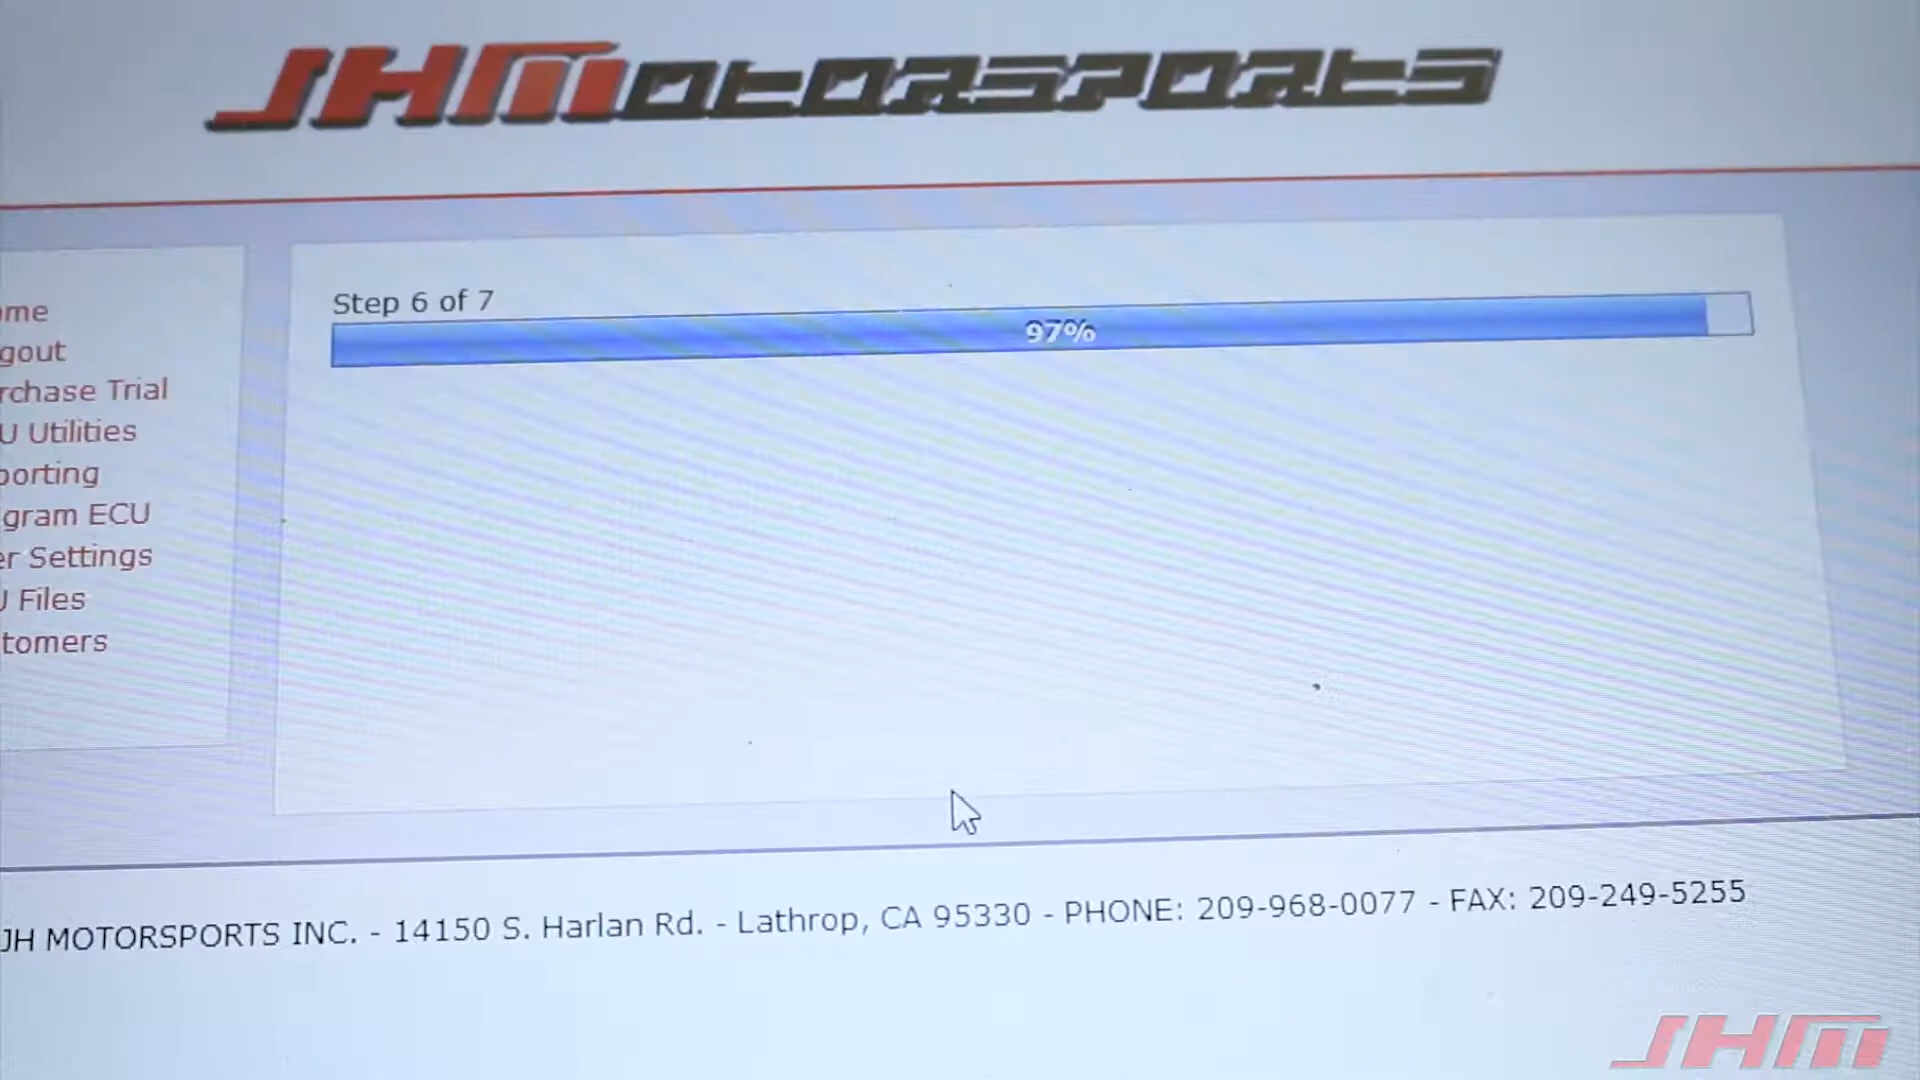 JHMOTORSPORTS
Step 6 of 7
97%
ome
gout
rchase Trial
U Utilities
porting
gram ECU
er Settings
J Files
tomers
JH MOTORSPORTS INC. - 14150 S. Harlan Rd. - Lathrop, CA 95330 - PHONE: 209-968-0077 - FAX: 209-249-5255
JHM